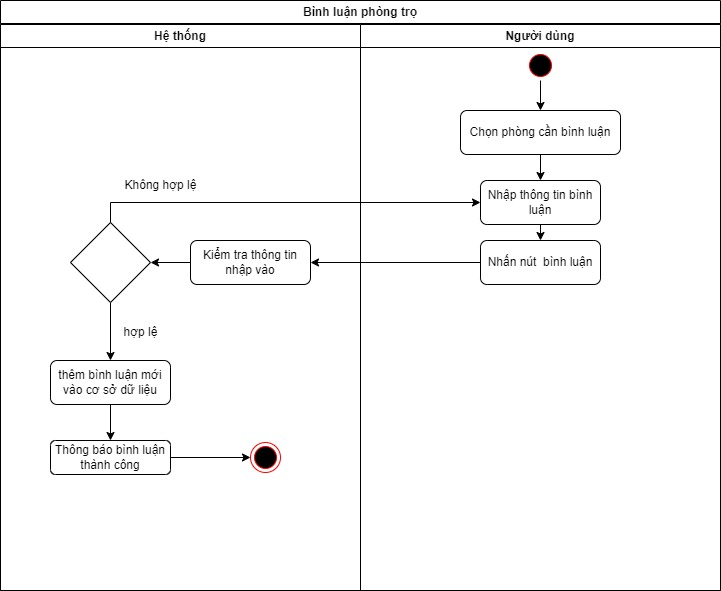 Bình luận phòng trọ
Hệ thống
Người dùng
Chọn phòng cần bình luận
Không hợp lệ
Nhập thông tin bình
luận
Kiểm tra thông tin
nhập vào
Nhấn nút bình luận
hợp lệ
thêm bình luận mới
vào cơ sở dữ liệu
Thông báo bình luận
thành công